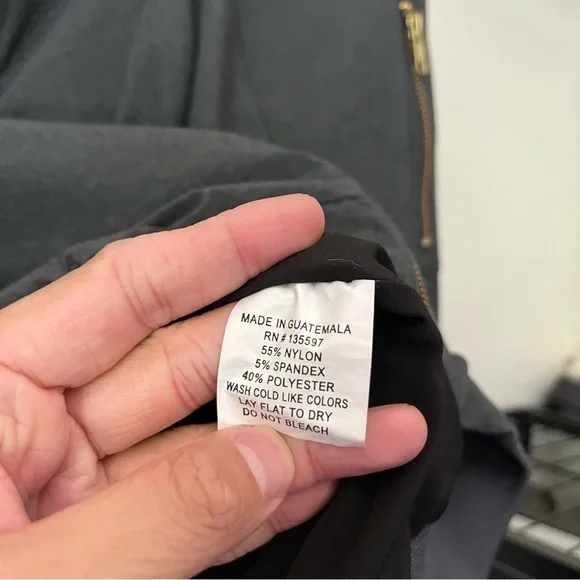 MADE IN GUATEMALA
RN # 135597
55% NYLON
5% SPANDEX
40% POLYESTER
WASH COLD LIKE COLORS
LAY FLAT TO DRY
DO NOT BLEACH